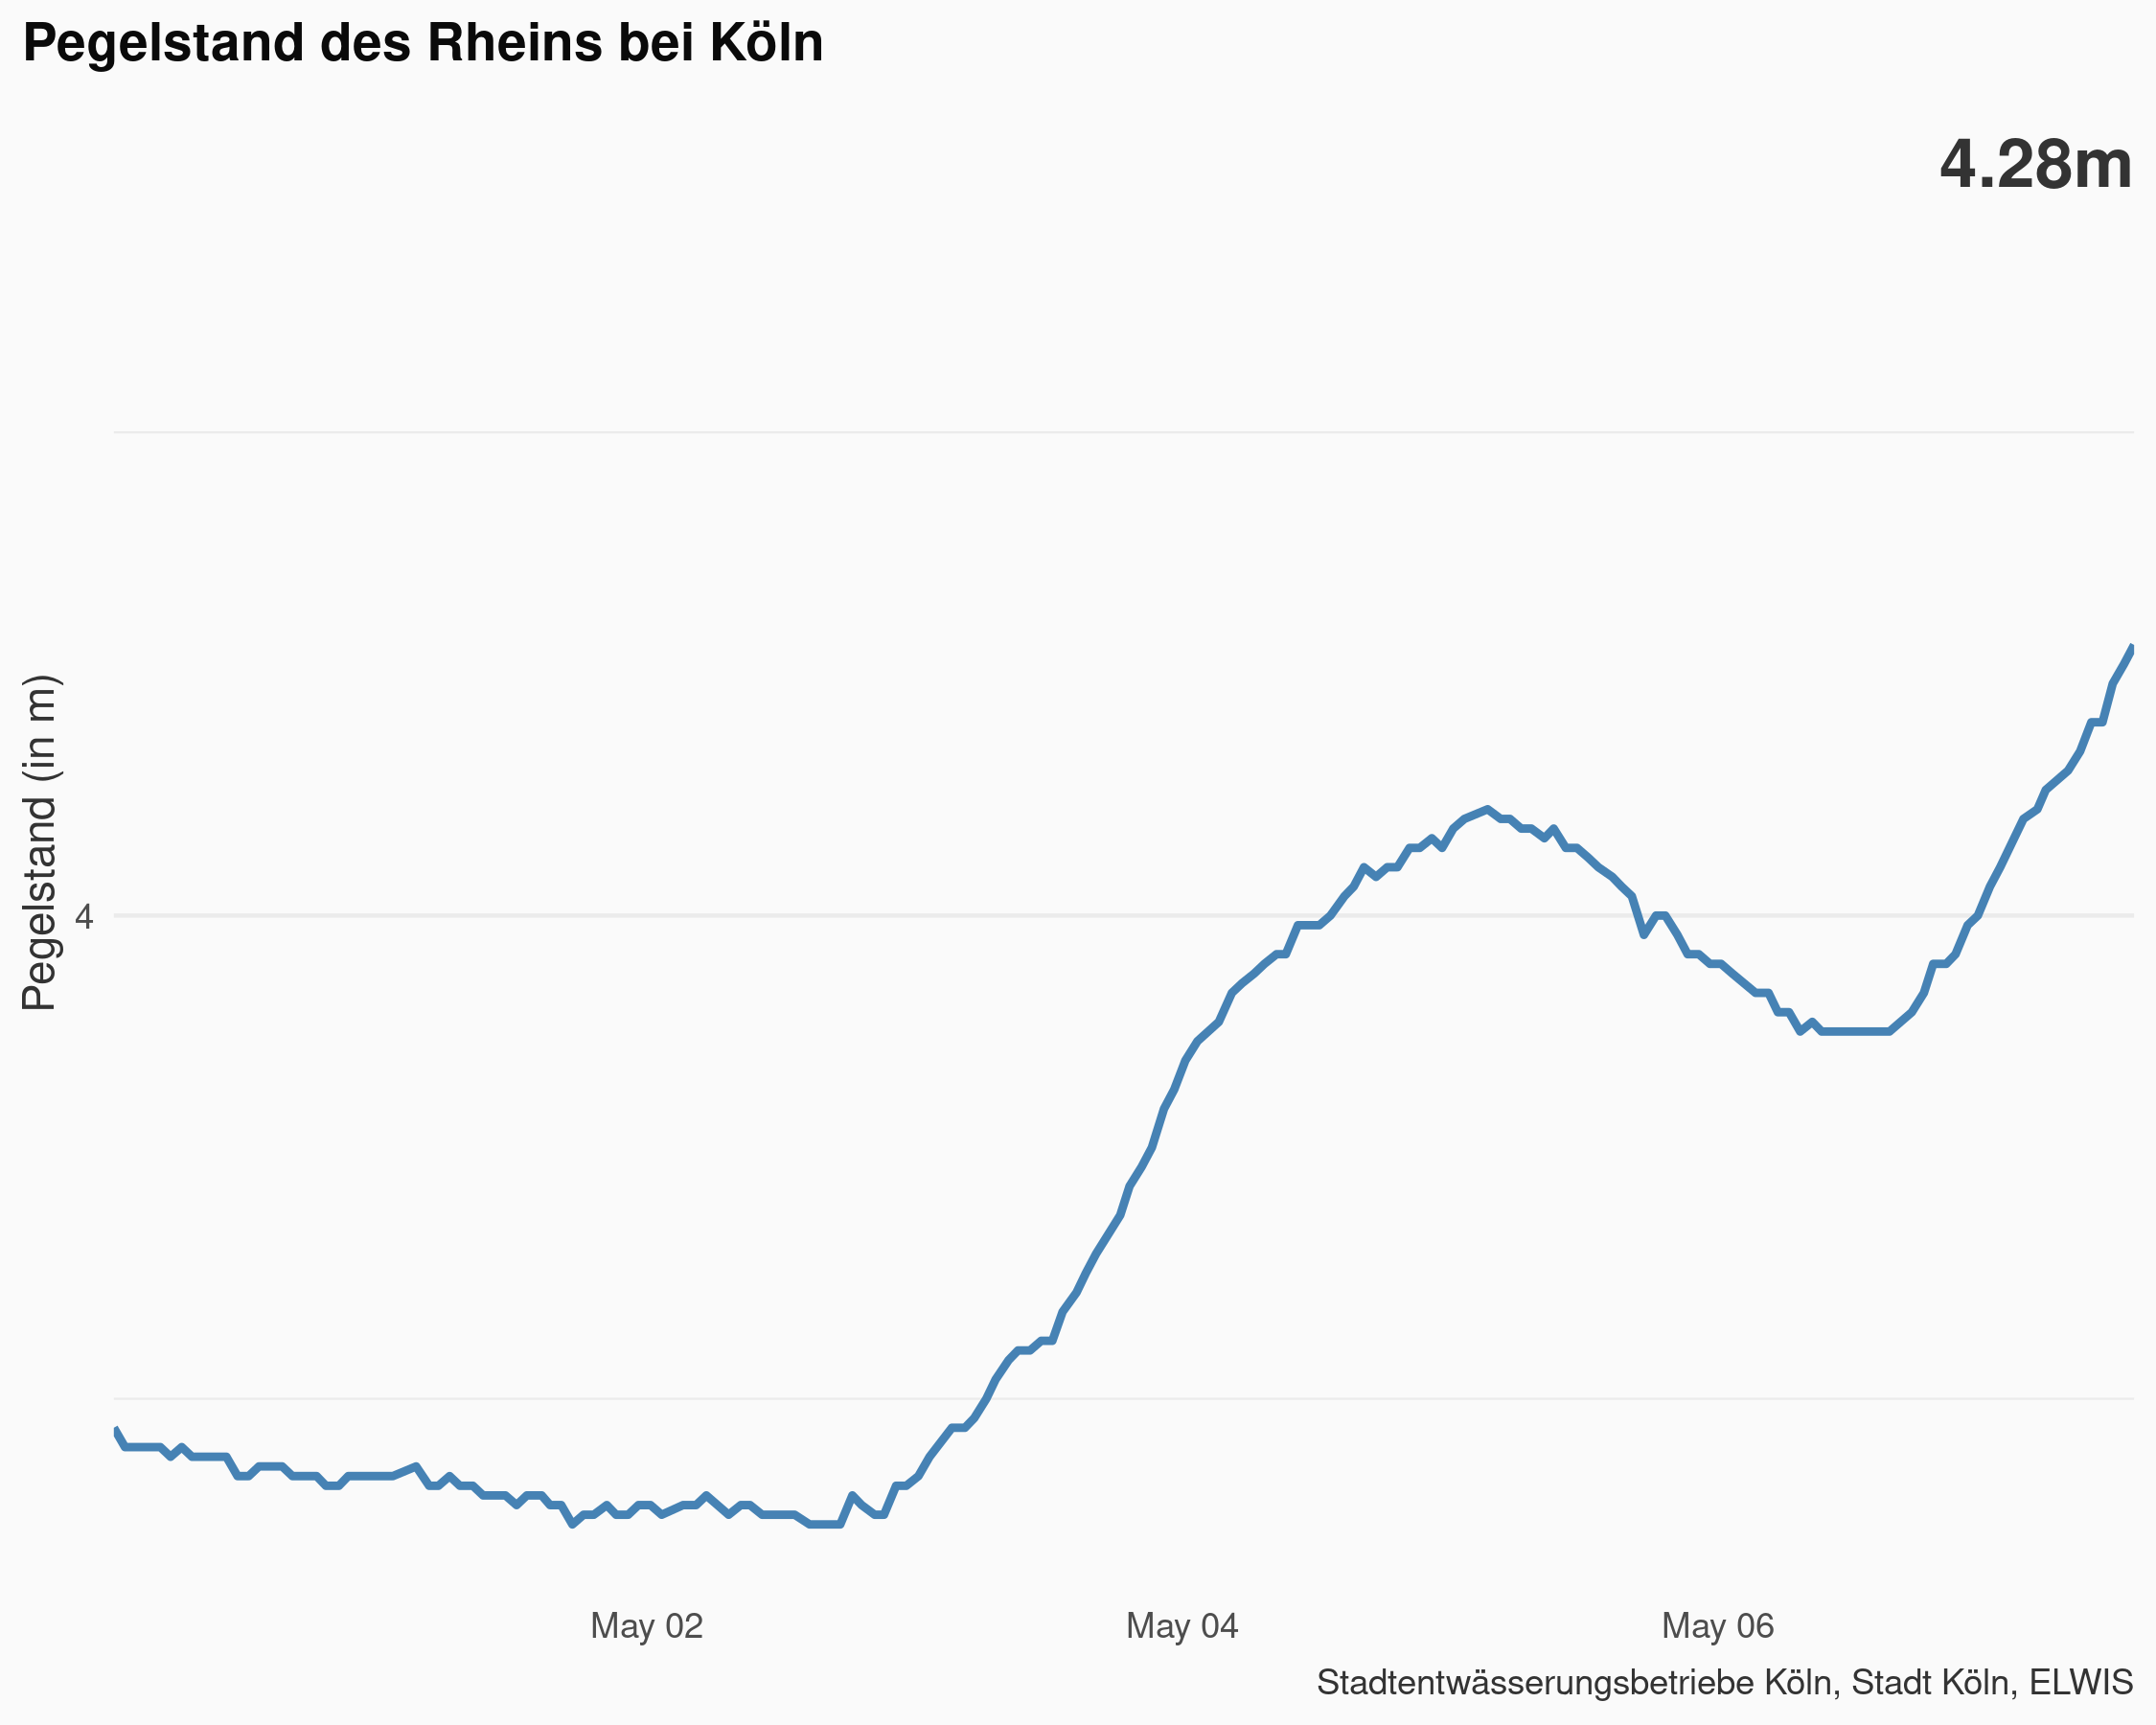 Pegelstand des Rheins bei Köln
4.28m
Pegelstand (in m)
4
May 02 May 04 May 06
Stadtentwässerungsbetriebe Köln, Stadt Köln, ELWIS